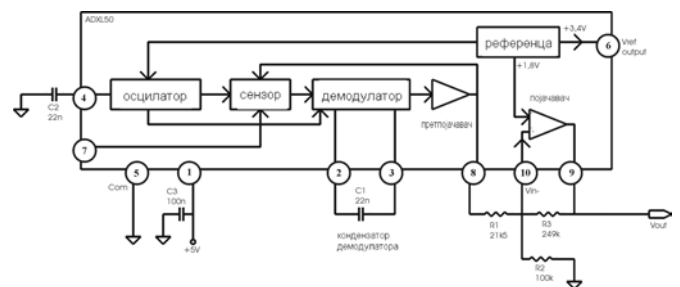 ADXL50
референца
+3,4V
6
Vref
output
+1,8V
C2
22n
4
осцилатор
сензор
демодулатор
претпојачавач
појачавач
7
5
Com
1
C3
100n
+5V
2
3
C1
22n
кондензатор
демодулатора
8
10
Vin-
9
R1
21k5
R3
249k
R2
100k
Vout